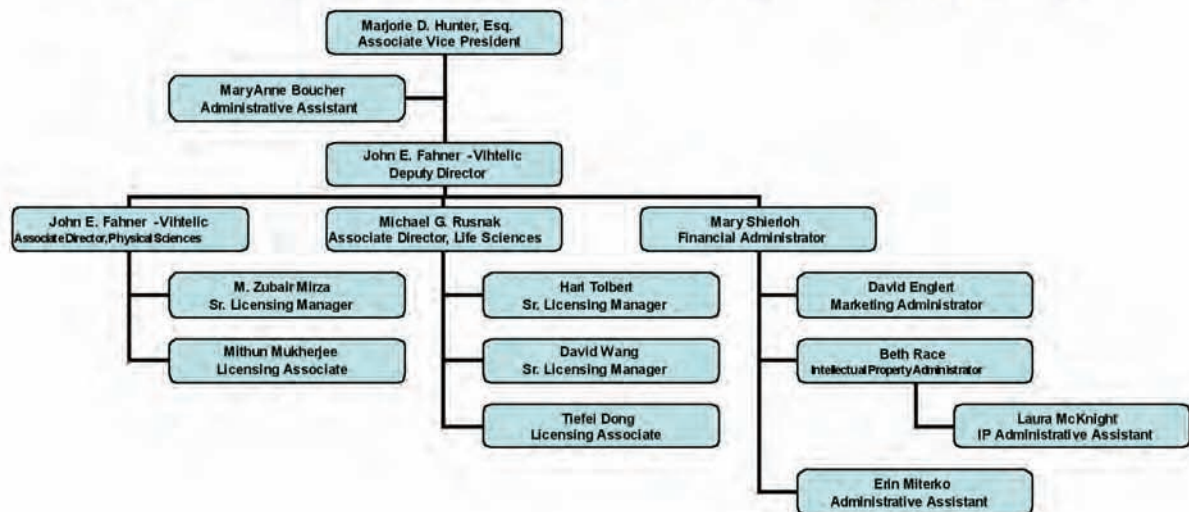 Marjorie D. Hunter, Esq.
Associate Vice President
MaryAnne Boucher
Administrative Assistant
John E. Fahner -Vihtelic
Deputy Director
John E. Fahner -Vihtelic
Associate Director, Physical Sciences
Michael G. Rusnak
Associate Director, Life Sciences
Mary Shierloh
Financial Administrator
M. Zubair Mirza
Sr. Licensing Manager
Mithun Mukherjee
Licensing Associate
Hari Tolbert
Sr. Licensing Manager
David Wang
Sr. Licensing Manager
Tiefei Dong
Licensing Associate
David Englert
Marketing Administrator
Beth Race
Intellectual Property Administrator
Laura McKnight
IP Administrative Assistant
Erin Miterko
Administrative Assistant